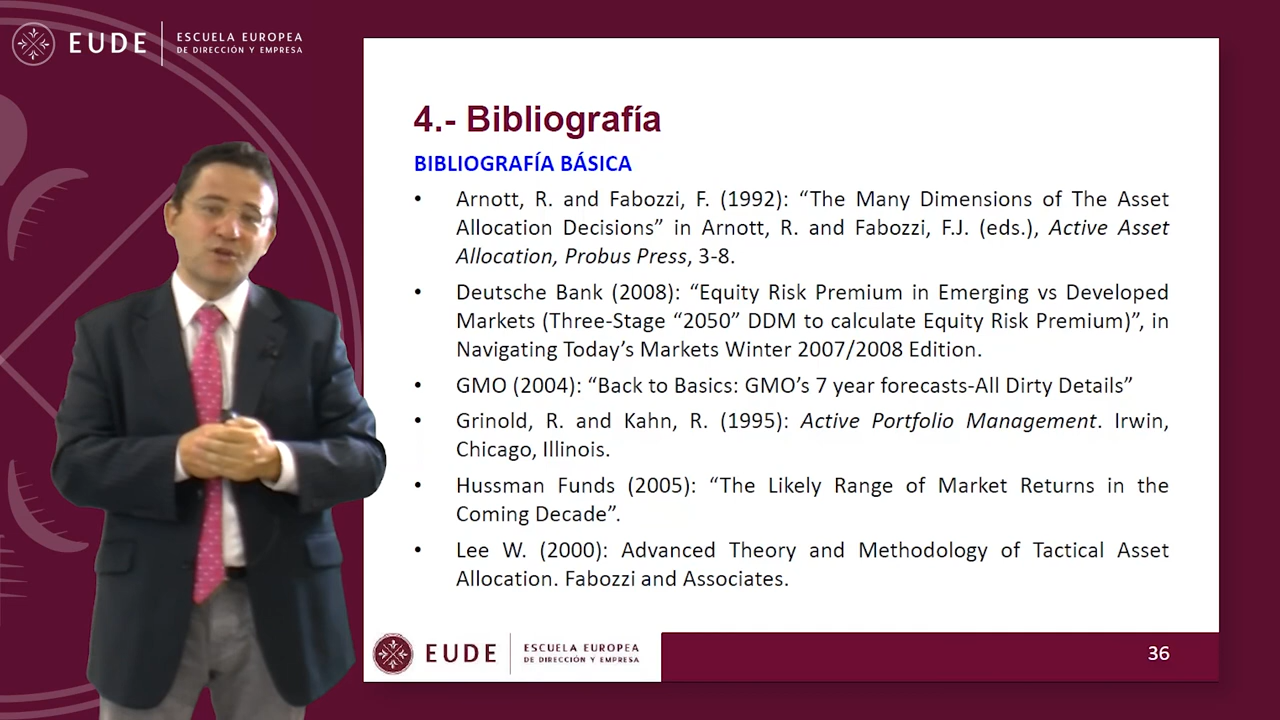 EUDE
ESCUELA EUROPEA
DE DIRECCIÓN Y EMPRESA
4.- Bibliografía
BIBLIOGRAFÍA BÁSICA
• Arnott, R. and Fabozzi, F. (1992): “The Many Dimensions of The Asset
Allocation Decisions” in Arnott, R. and Fabozzi, F.J. (eds.), Active Asset
Allocation, Probus Press, 3-8.
• Deutsche Bank (2008): “Equity Risk Premium in Emerging vs Developed
Markets (Three-Stage “2050” DDM to calculate Equity Risk Premium)”, in
Navigating Today’s Markets Winter 2007/2008 Edition.
• GMO (2004): “Back to Basics: GMO’s 7 year forecasts-All Dirty Details”
• Grinold, R. and Kahn, R. (1995): Active Portfolio Management. Irwin,
Chicago, Illinois.
• Hussman Funds (2005): “The Likely Range of Market Returns in the
Coming Decade”.
• Lee W. (2000): Advanced Theory and Methodology of Tactical Asset
Allocation. Fabozzi and Associates.
EUDE
ESCUELA EUROPEA
DE DIRECCIÓN Y EMPRESA
36